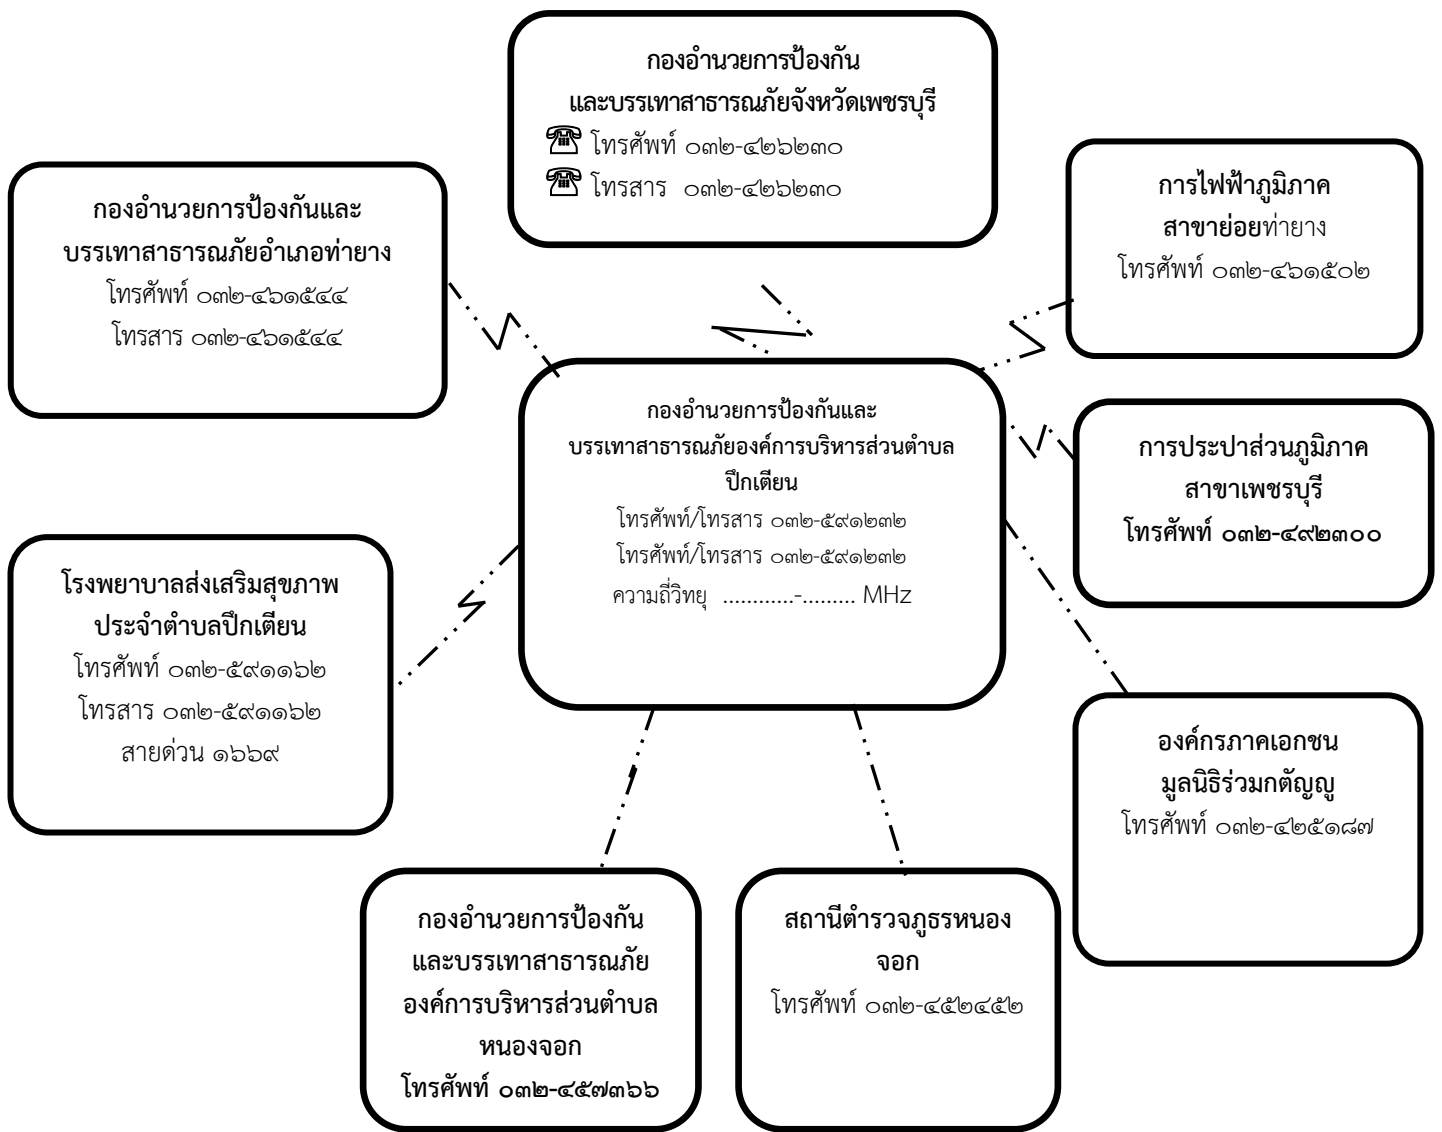 กองอำนวยการป้องกัน
และบรรเทาสาธารณภัยจังหวัดเพชรบุรี
☎ โทรศัพท์ ๐๓๒-๔๒๖๒๓๐
☎ โทรสาร ๐๓๒-๔๒๖๒๓๐
กองอำนวยการป้องกันและ
บรรเทาสาธารณภัยอำเภอท่ายาง
โทรศัพท์ ๐๓๒-๔๖๑๕๔๔
โทรสาร ๐๓๒-๔๖๑๕๔๔
การไฟฟ้าภูมิภาค
สาขาย่อยท่ายาง
โทรศัพท์ ๐๓๒-๔๖๑๕๐๒
กองอำนวยการป้องกันและ
บรรเทาสาธารณภัยองค์การบริหารส่วนตำบล
ปึกเตียน
โทรศัพท์/โทรสาร ๐๓๒-๕๙๑๒๓๒
โทรศัพท์/โทรสาร ๐๓๒-๕๙๑๒๓๒
ความถี่วิทยุ ............-......... MHz
การประปาส่วนภูมิภาค
สาขาเพชรบุรี
โทรศัพท์ ๐๓๒-๔๙๒๓๐๐
โรงพยาบาลส่งเสริมสุขภาพ
ประจำตำบลปึกเตียน
โทรศัพท์ ๐๓๒-๕๙๑๑๖๒
โทรสาร ๐๓๒-๕๙๑๑๖๒
สายด่วน ๑๖๖๙
องค์กรภาคเอกชน
มูลนิธิร่วมกตัญญู
โทรศัพท์ ๐๓๒-๔๒๕๑๘๗
กองอำนวยการป้องกัน
และบรรเทาสาธารณภัย
องค์การบริหารส่วนตำบล
หนองจอก
โทรศัพท์ ๐๓๒-๔๕๗๓๖๖
สถานีตำรวจภูธรหนอง
จอก
โทรศัพท์ ๐๓๒-๔๕๒๔๕๒